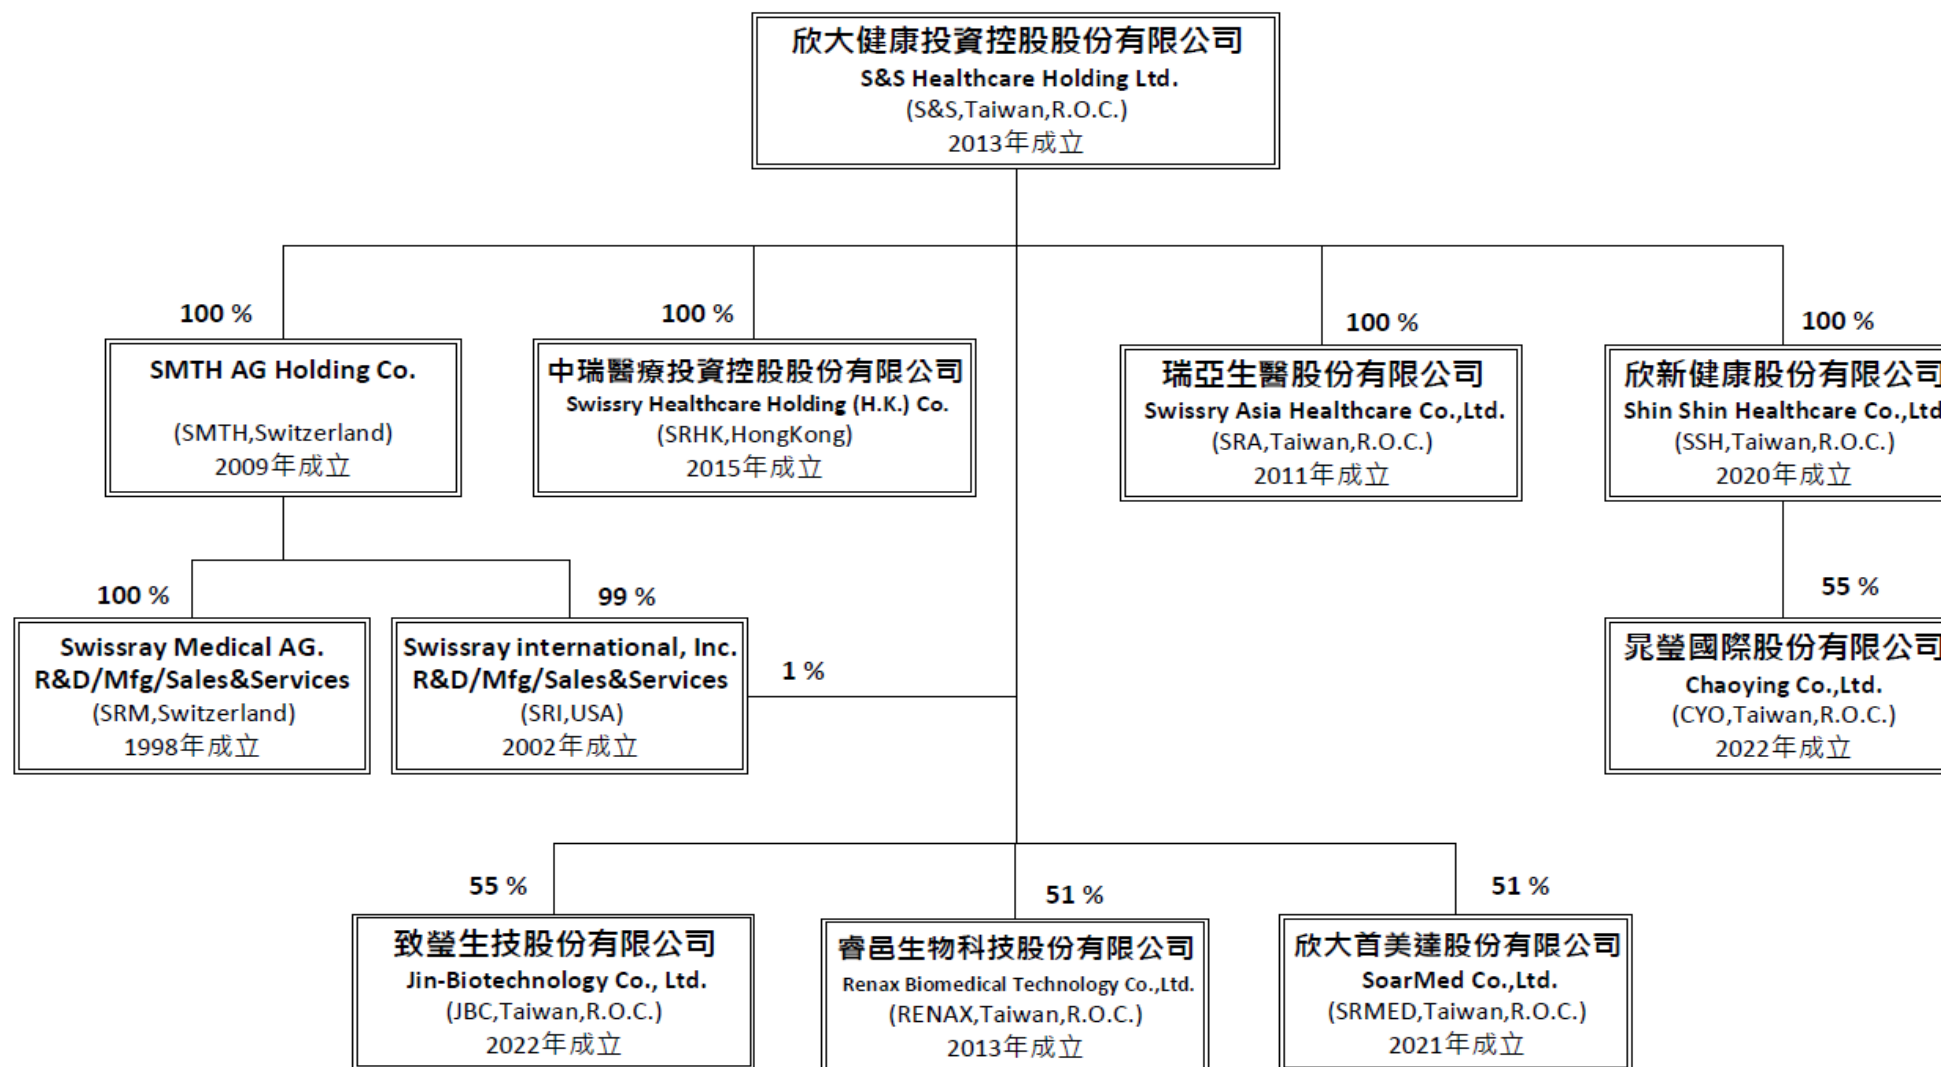 欣大健康投資控股股份有限公司
S&S Healthcare Holding Ltd.
(S&S,Taiwan,R.O.C.)
2013年成立
100 %
SMTH AG Holding Co.
(SMTH,Switzerland)
2009年成立
100 %
中瑞醫療投資控股股份有限公司
Swissry Healthcare Holding (H.K.) Co.
(SRHK,HongKong)
2015年成立
100 %
瑞亞生醫股份有限公司
Swissry Asia Healthcare Co.,Ltd.
(SRA,Taiwan,R.O.C.)
2011年成立
100 %
欣新健康股份有限公司
Shin Shin Healthcare Co.,Ltd
(SSH,Taiwan,R.O.C.)
2020年成立
100 %
Swissray Medical AG.
R&D/Mfg/Sales&Services
(SRM,Switzerland)
1998年成立
99 %
Swissray international, Inc.
R&D/Mfg/Sales&Services
(SRI,USA)
2002年成立
1 %
55 %
晁瑩國際股份有限公司
Chaoying Co.,Ltd.
(CYO,Taiwan,R.O.C.)
2022年成立
55 %
致瑩生技股份有限公司
Jin-Biotechnology Co., Ltd.
(JBC,Taiwan,R.O.C.)
2022年成立
51 %
睿邑生物科技股份有限公司
Renax Biomedical Technology Co.,Ltd.
(RENAX,Taiwan,R.O.C.)
2013年成立
51 %
欣大首美達股份有限公司
SoarMed Co.,Ltd.
(SRMED,Taiwan,R.O.C.)
2021年成立